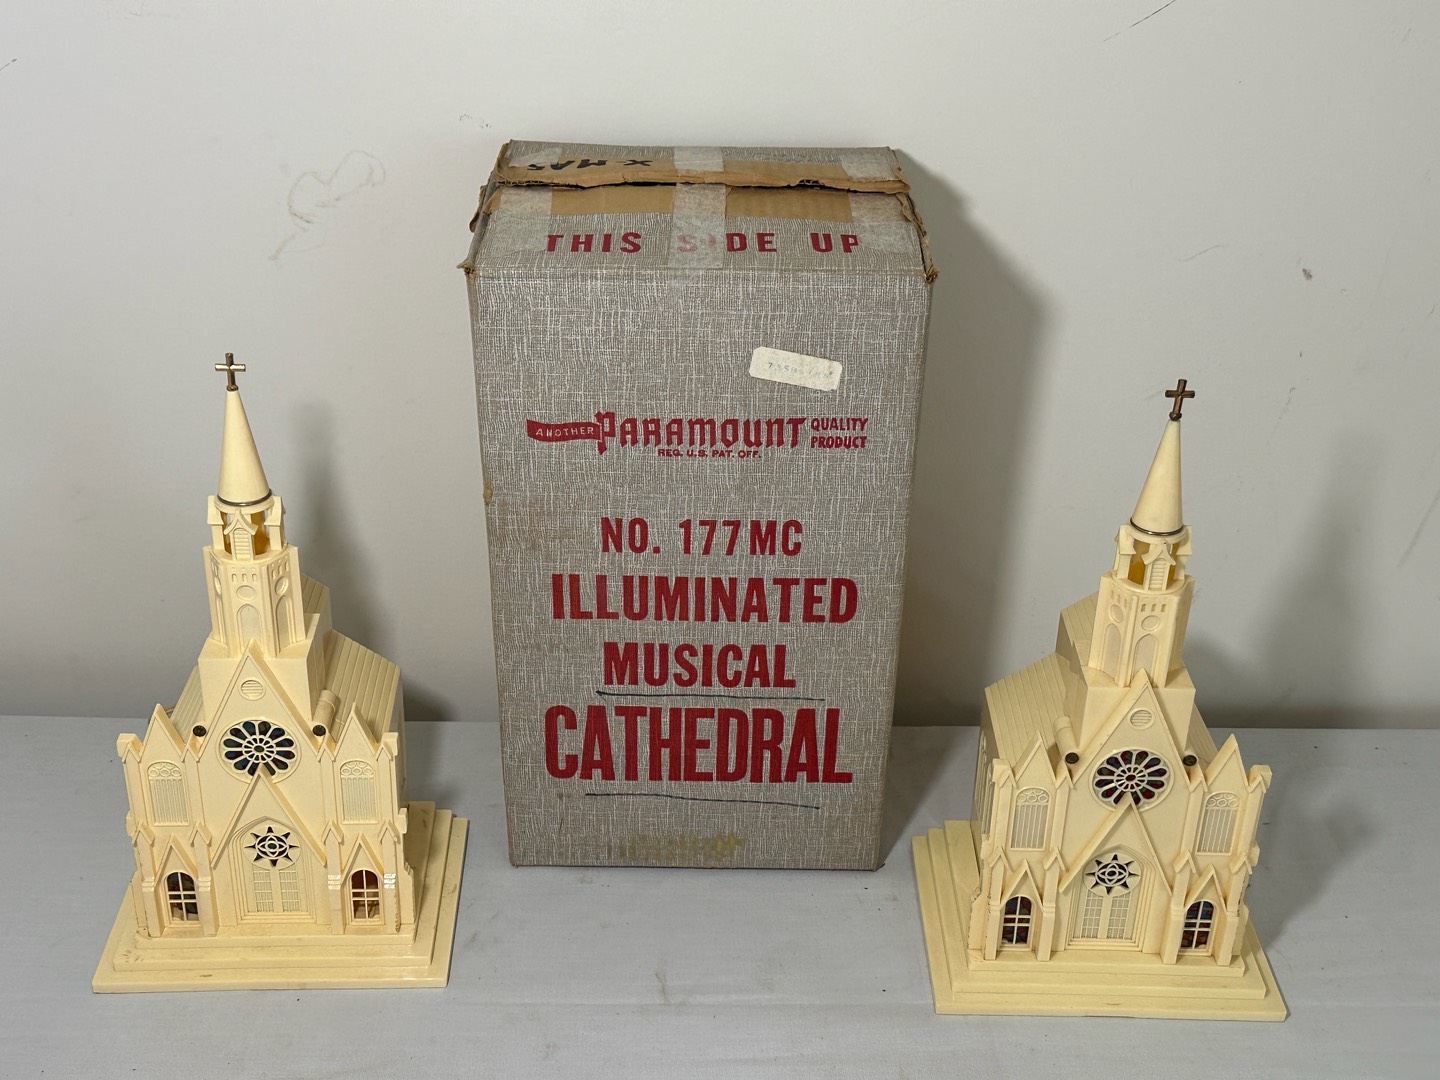 X-MAS
THIS SIDE UP
ANOTHER PARAMOUNT QUALITY PRODUCT
REG. U.S. PAT. OFF.
NO. 177MC
ILLUMINATED
MUSICAL
CATHEDRAL